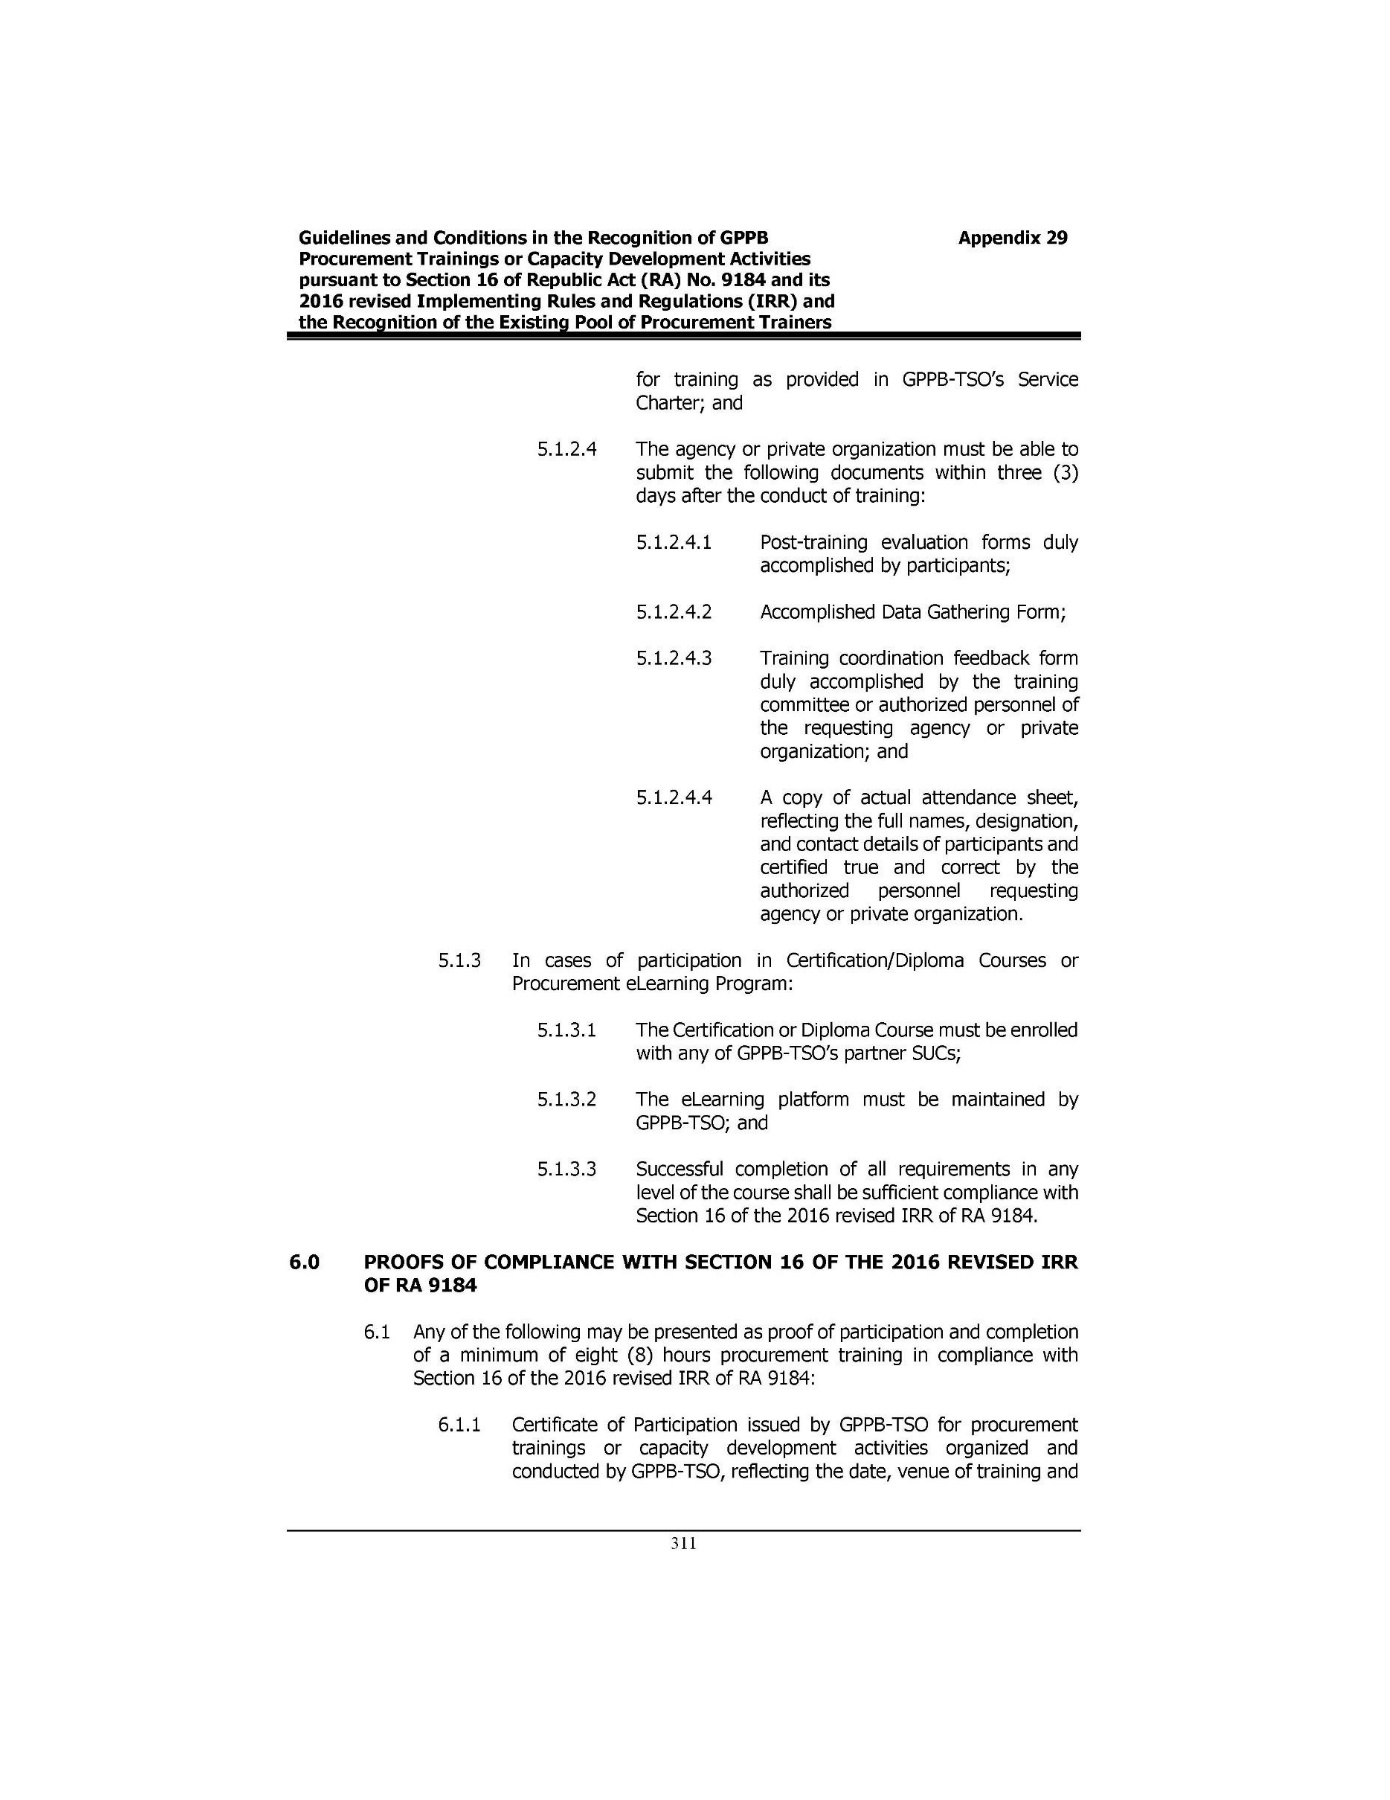 Guidelines and Conditions in the Recognition of GPPB Appendix 29
Procurement Trainings or Capacity Development Activities
pursuant to Section 16 of Republic Act (RA) No. 9184 and its
2016 revised Implementing Rules and Regulations (IRR) and
the Recognition of the Existing Pool of Procurement Trainers
for training as provided in GPPB-TSO's Service
Charter; and
5.1.2.4 The agency or private organization must be able to
submit the following documents within three (3)
days after the conduct of training:
5.1.2.4.1 Post-training evaluation forms duly
accomplished by participants;
5.1.2.4.2 Accomplished Data Gathering Form;
5.1.2.4.3 Training coordination feedback form
duly accomplished by the training
committee or authorized personnel of
the requesting agency or private
organization; and
5.1.2.4.4 A copy of actual attendance sheet,
reflecting the full names, designation,
and contact details of participants and
certified true and correct by the
authorized personnel requesting
agency or private organization.
5.1.3 In cases of participation in Certification/Diploma Courses or
Procurement eLearning Program:
5.1.3.1 The Certification or Diploma Course must be enrolled
with any of GPPB-TSO's partner SUCs;
5.1.3.2 The eLearning platform must be maintained by
GPPB-TSO; and
5.1.3.3 Successful completion of all requirements in any
level of the course shall be sufficient compliance with
Section 16 of the 2016 revised IRR of RA 9184.
6.0 PROOFS OF COMPLIANCE WITH SECTION 16 OF THE 2016 REVISED IRR
OF RA 9184
6.1 Any of the following may be presented as proof of participation and completion
of a minimum of eight (8) hours procurement training in compliance with
Section 16 of the 2016 revised IRR of RA 9184:
6.1.1 Certificate of Participation issued by GPPB-TSO for procurement
trainings or capacity development activities organized and
conducted by GPPB-TSO, reflecting the date, venue of training and
311